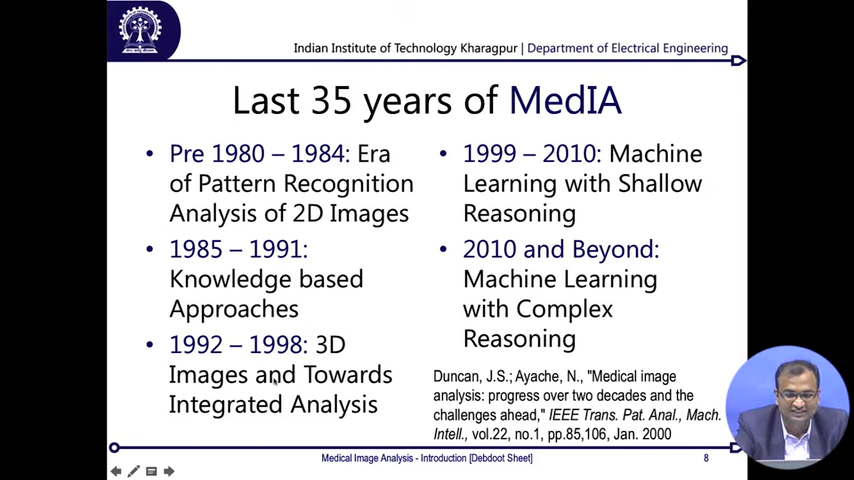 Indian Institute of Technology Kharagpur | Department of Electrical Engineering
Last 35 years of MedIA
• Pre 1980 – 1984: Era
of Pattern Recognition
Analysis of 2D Images
• 1985 – 1991:
Knowledge based
Approaches
• 1992 – 1998: 3D
Images and Towards
Integrated Analysis
• 1999 – 2010: Machine
Learning with Shallow
Reasoning
• 2010 and Beyond:
Machine Learning
with Complex
Reasoning
Duncan, J.S.; Ayache, N., "Medical image
analysis: progress over two decades and the
challenges ahead," IEEE Trans. Pat. Anal., Mach.
Intell., vol.22, no.1, pp.85,106, Jan. 2000
Medical Image Analysis - Introduction [Debdoot Sheet]
8